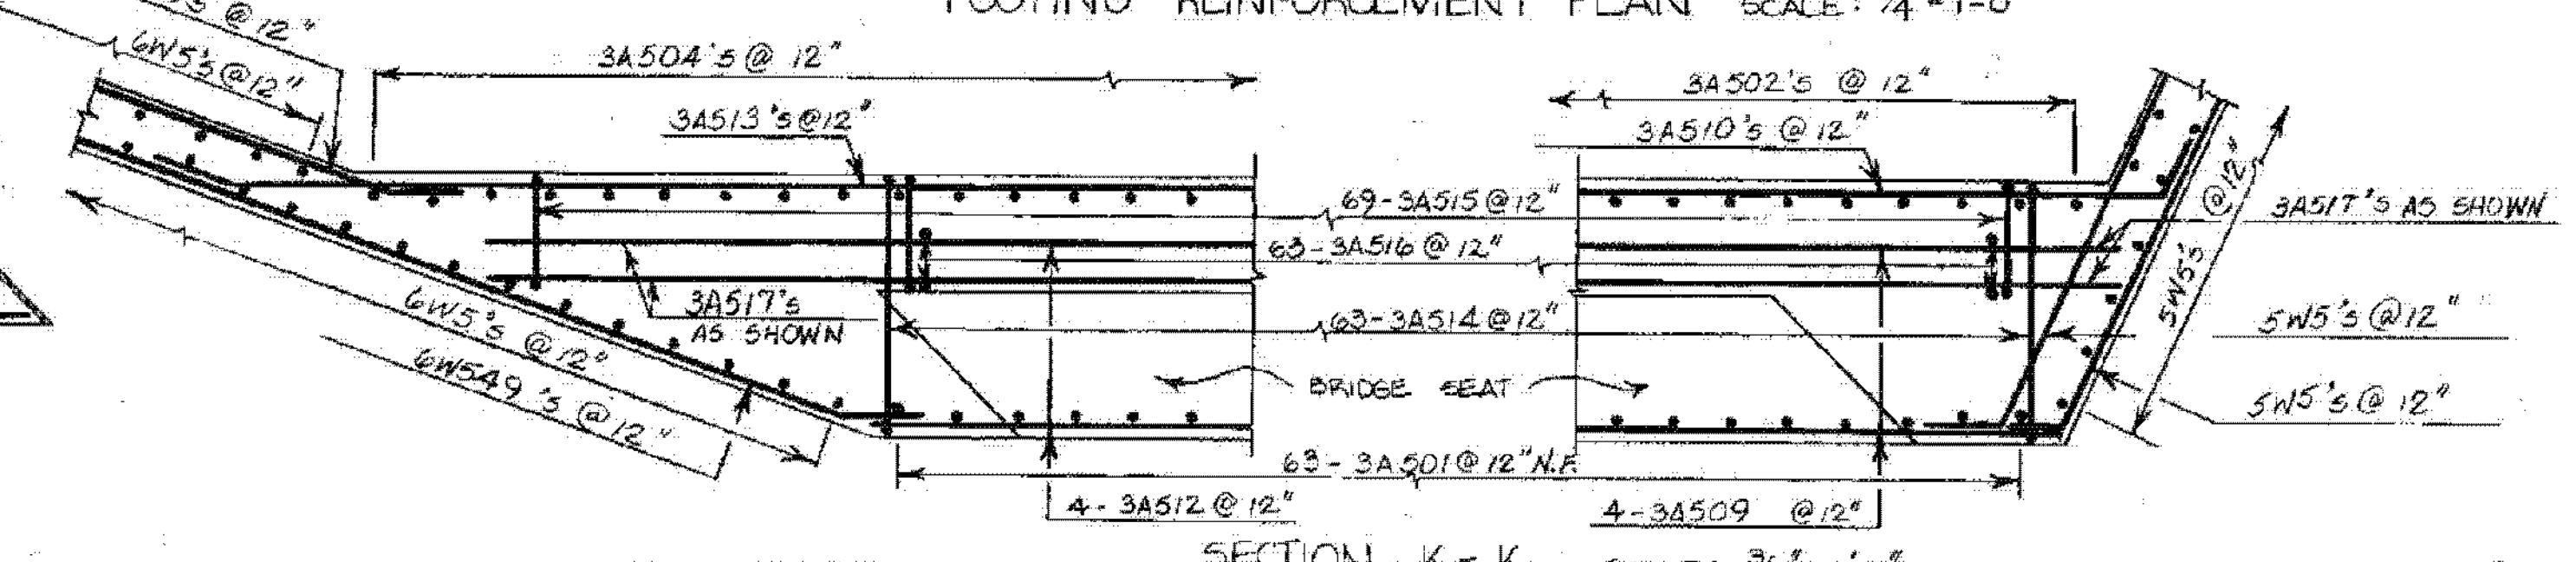 FOOTING REINFORCEMENT PLAN SCALE: 1/4"=1'-0"
@ 12"
6W5's @ 12"
3A504's @ 12"
3A502's @ 12"
3A513's @ 12"
3A510's @ 12"
69-3A515 @ 12"
3A517's AS SHOWN
@ 12"
5W5's
63-3A516 @ 12"
3A517's
AS SHOWN
6W5's @ 12"
63-3A514 @ 12"
5W5's @ 12"
6W549's @ 12"
BRIDGE SEAT
5W5's @ 12"
63-3A501 @ 12" N.F.
4-3A512 @ 12"
4-3A509 @ 12"
SECTION K-K